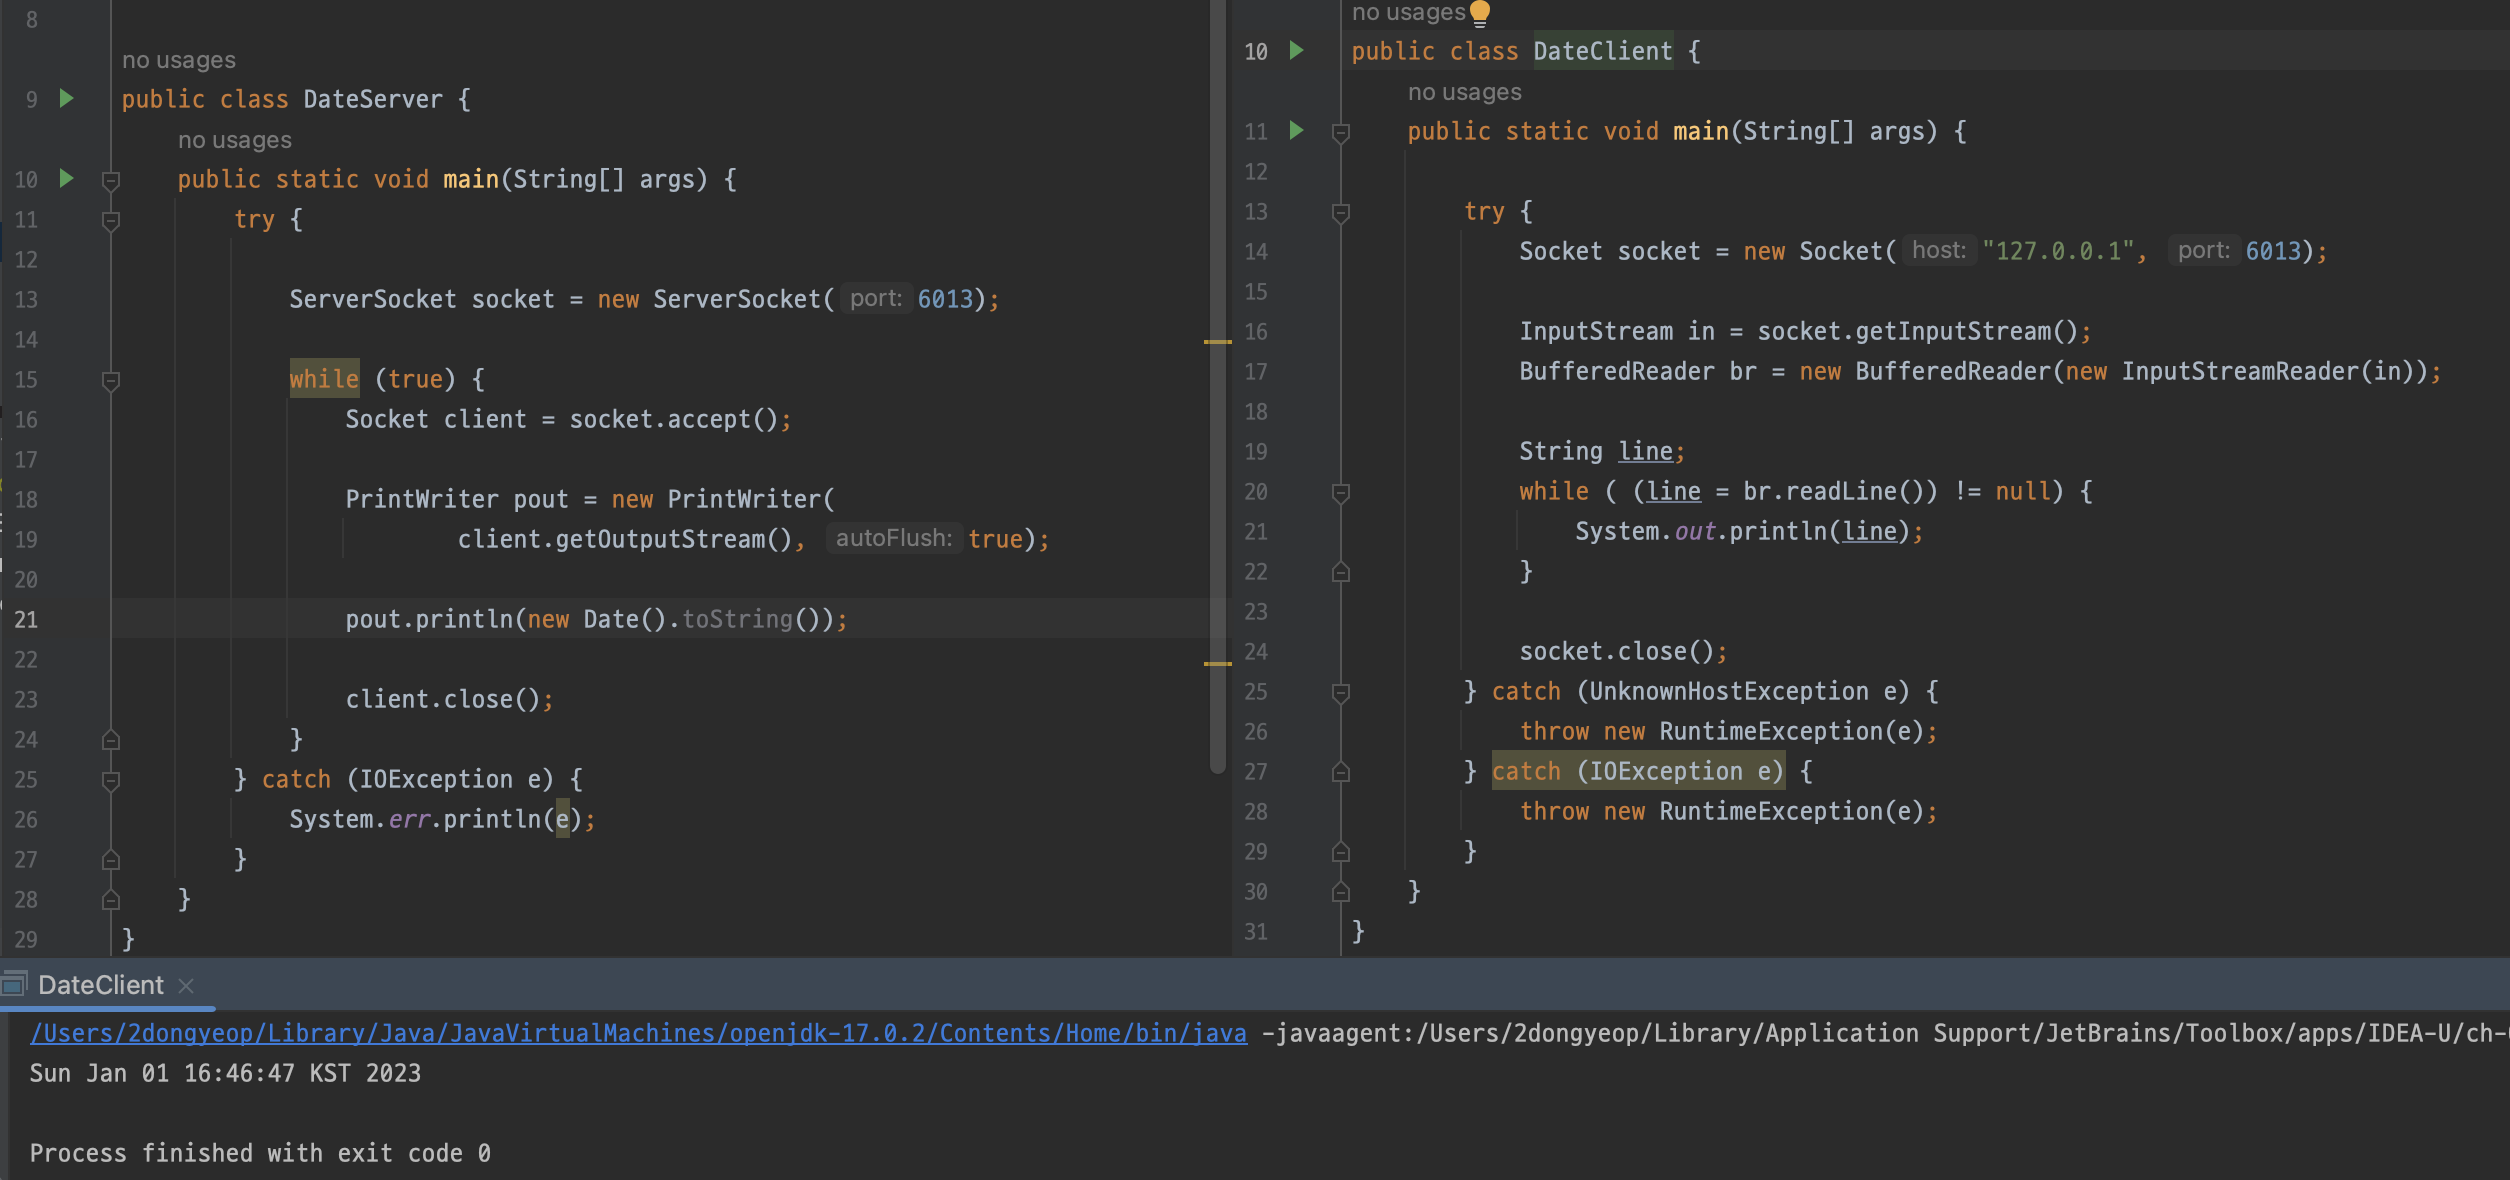 8
no usages
9 public class DateServer {
no usages
10 public static void main(String[] args) {
11 try {
12
13 ServerSocket socket = new ServerSocket( port: 6013);
14
15 while (true) {
16 Socket client = socket.accept();
17
18 PrintWriter pout = new PrintWriter(
19 client.getOutputStream(), autoFlush: true);
20
21 pout.println(new Date().toString());
22
23 client.close();
24 }
25 } catch (IOException e) {
26 System.err.println(e);
27 }
28 }
29 }
no usages
10 public class DateClient {
no usages
11 public static void main(String[] args) {
12
13 try {
14 Socket socket = new Socket( host: "127.0.0.1", port: 6013);
15
16 InputStream in = socket.getInputStream();
17 BufferedReader br = new BufferedReader(new InputStreamReader(in));
18
19 String line;
20 while ( (line = br.readLine()) != null) {
21 System.out.println(line);
22 }
23
24 socket.close();
25 } catch (UnknownHostException e) {
26 throw new RuntimeException(e);
27 } catch (IOException e) {
28 throw new RuntimeException(e);
29 }
30 }
31 }
DateClient ×
/Users/2dongyeop/Library/Java/JavaVirtualMachines/openjdk-17.0.2/Contents/Home/bin/java -javaagent:/Users/2dongyeop/Library/Application Support/JetBrains/Toolbox/apps/IDEA-U/ch-
Sun Jan 01 16:46:47 KST 2023
Process finished with exit code 0